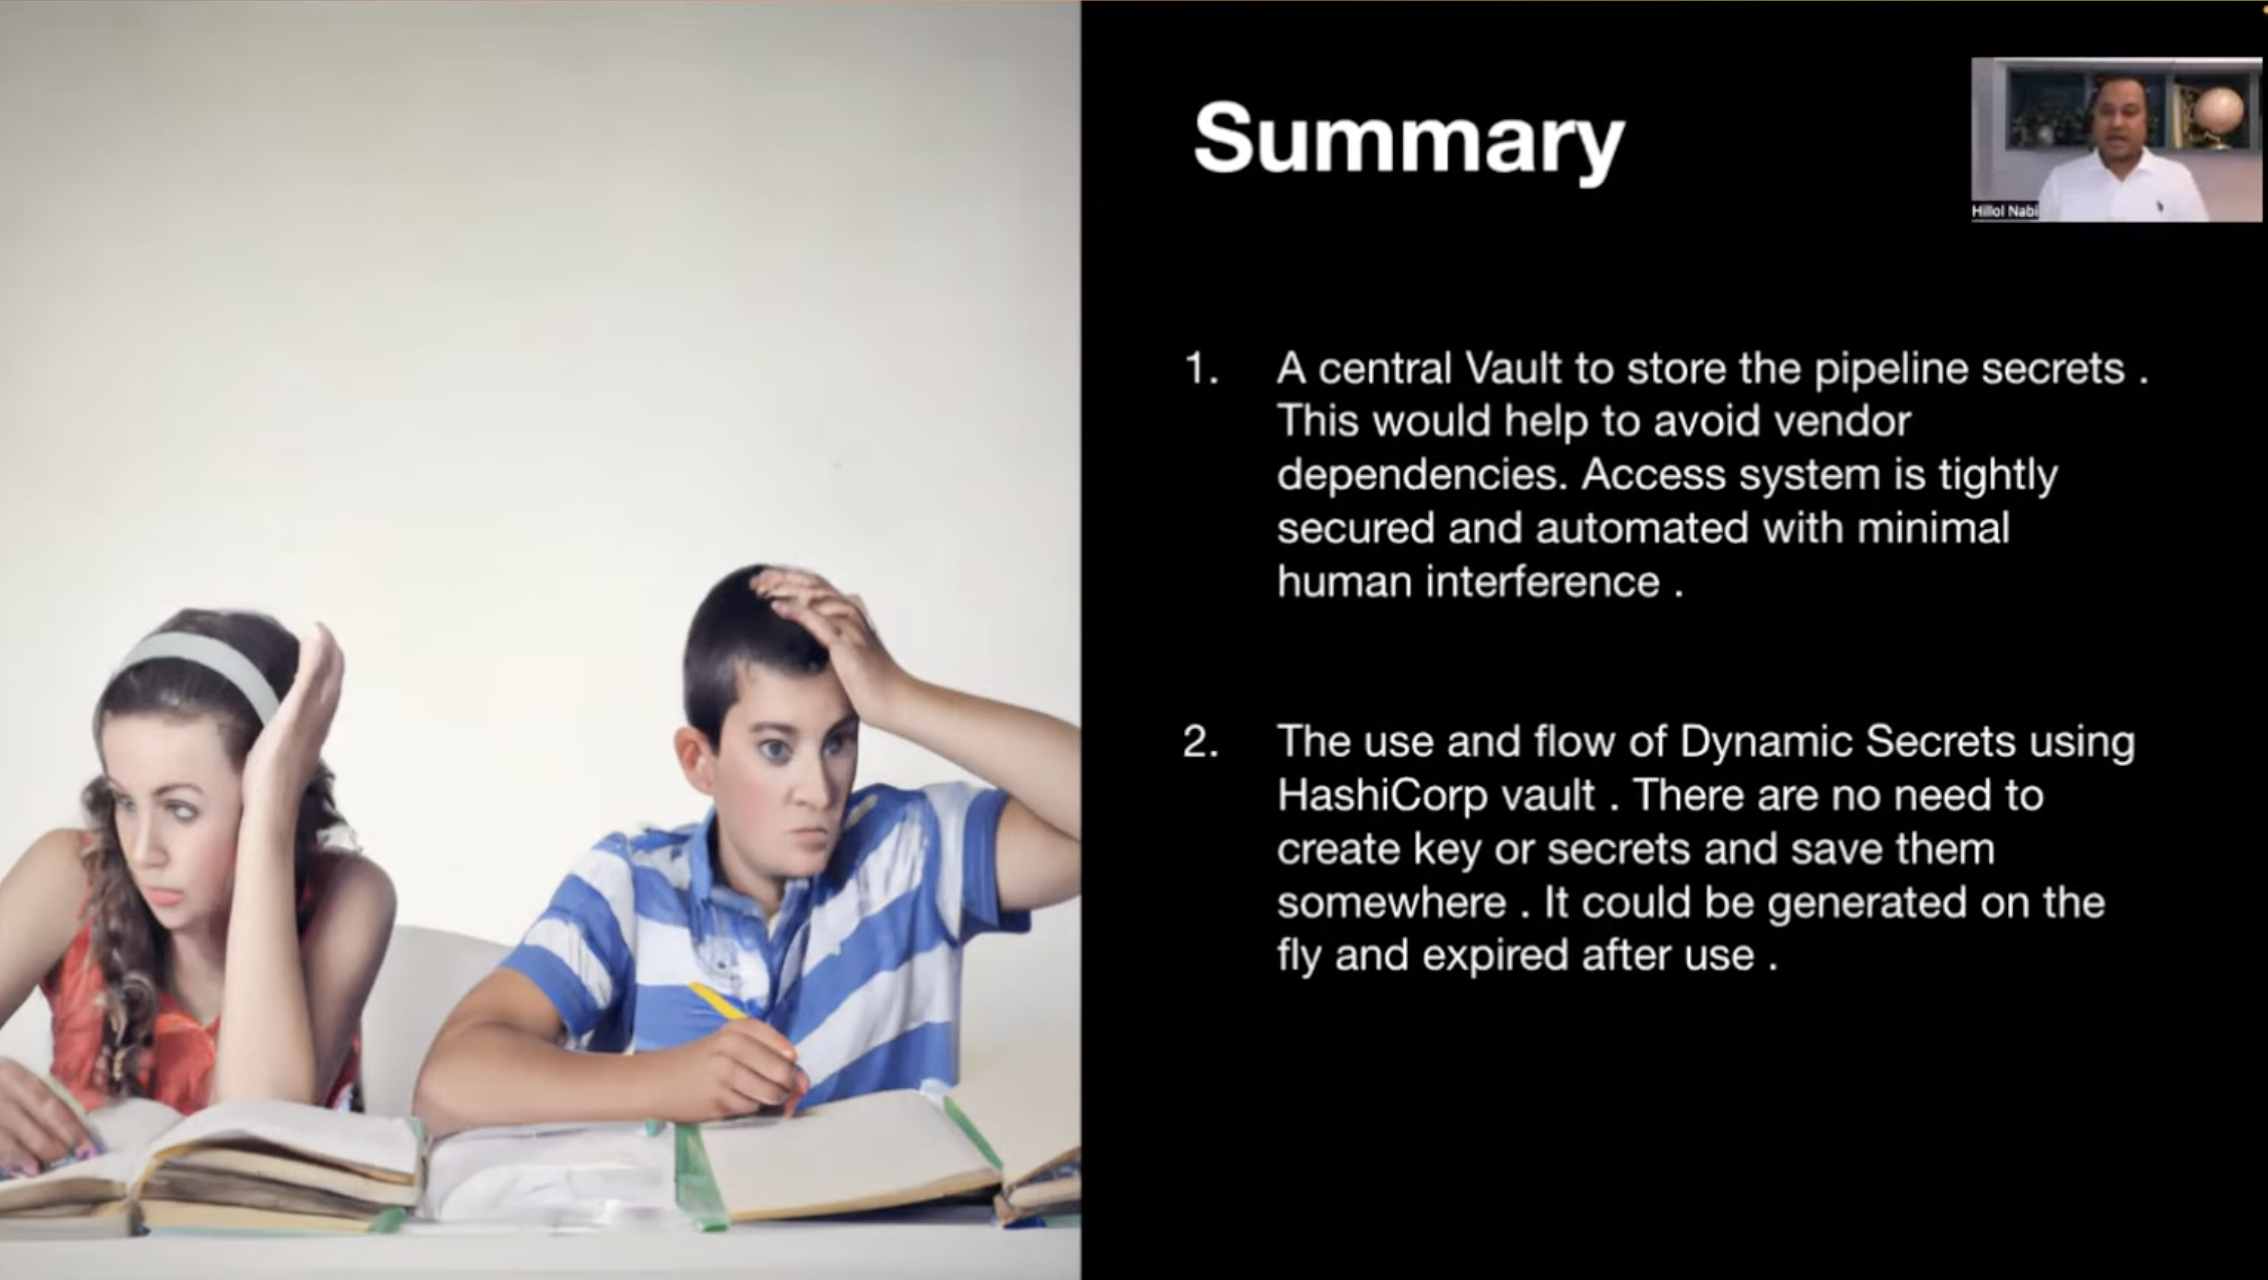 Summary
Hillol Nabi
1. A central Vault to store the pipeline secrets .
This would help to avoid vendor
dependencies. Access system is tightly
secured and automated with minimal
human interference .
2. The use and flow of Dynamic Secrets using
HashiCorp vault . There are no need to
create key or secrets and save them
somewhere . It could be generated on the
fly and expired after use .